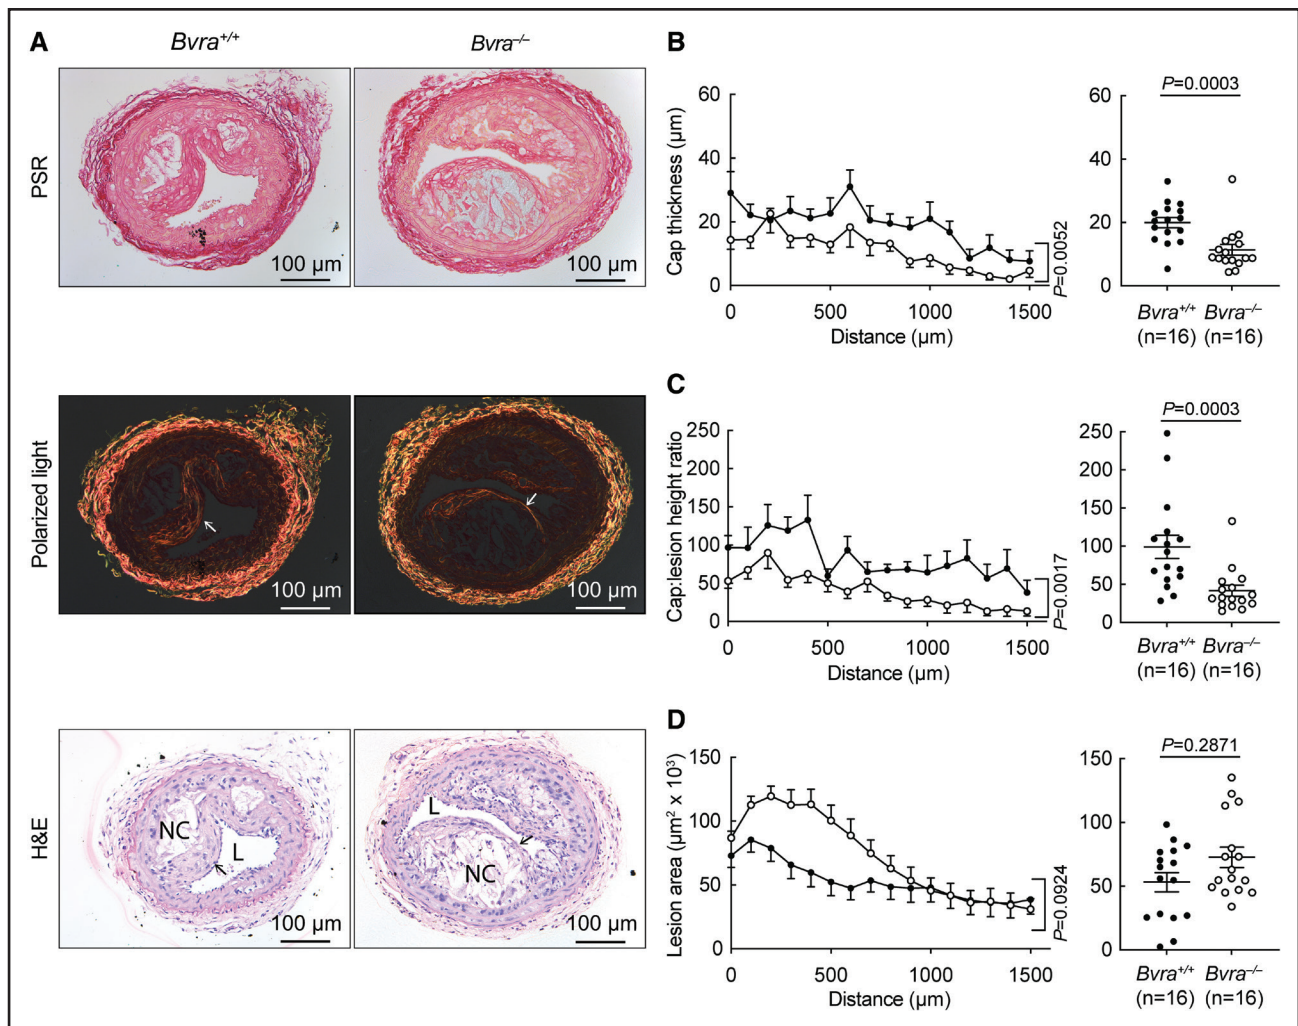 A
Bvra+/+
Bvra–/–
PSR
100 µm
100 µm
Polarized light
100 µm
100 µm
H&E
NC
L
100 µm
L
NC
100 µm
B
Cap thickness (µm)
60
40
20
0
0 500 1000 1500
Distance (µm)
P=0.0052
P=0.0003
60
40
20
0
Bvra+/+ Bvra–/–
(n=16) (n=16)
C
Cap:lesion height ratio
250
200
150
100
50
0
0 500 1000 1500
Distance (µm)
P=0.0017
P=0.0003
250
200
150
100
50
0
Bvra+/+ Bvra–/–
(n=16) (n=16)
D
Lesion area (µm² x 10³)
150
100
50
0
0 500 1000 1500
Distance (µm)
P=0.0924
P=0.2871
150
100
50
0
Bvra+/+ Bvra–/–
(n=16) (n=16)